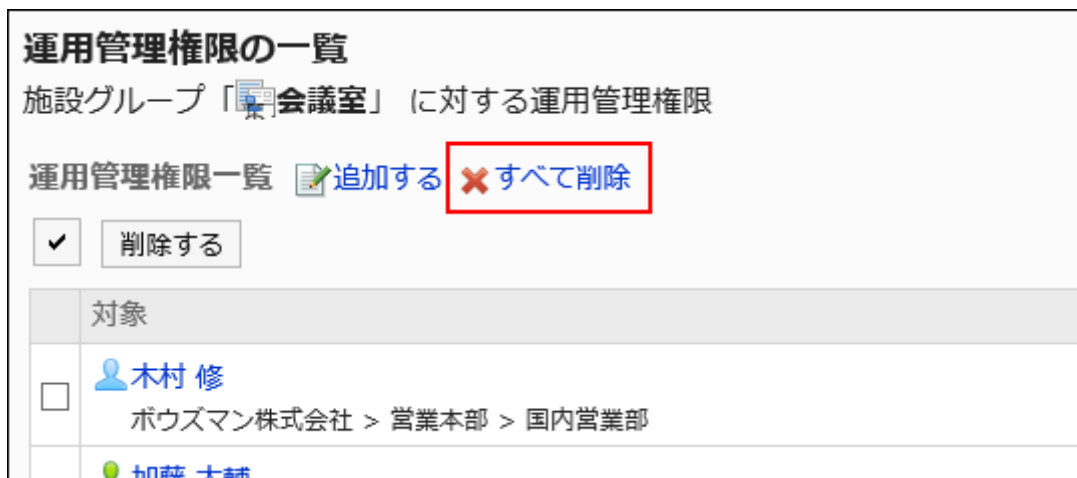 運用管理権限の一覧
施設グループ「会議室」 に対する運用管理権限
運用管理権限一覧 追加する すべて削除
削除する
対象
木村 修
ボウズマン株式会社 > 営業本部 > 国内営業部
加藤